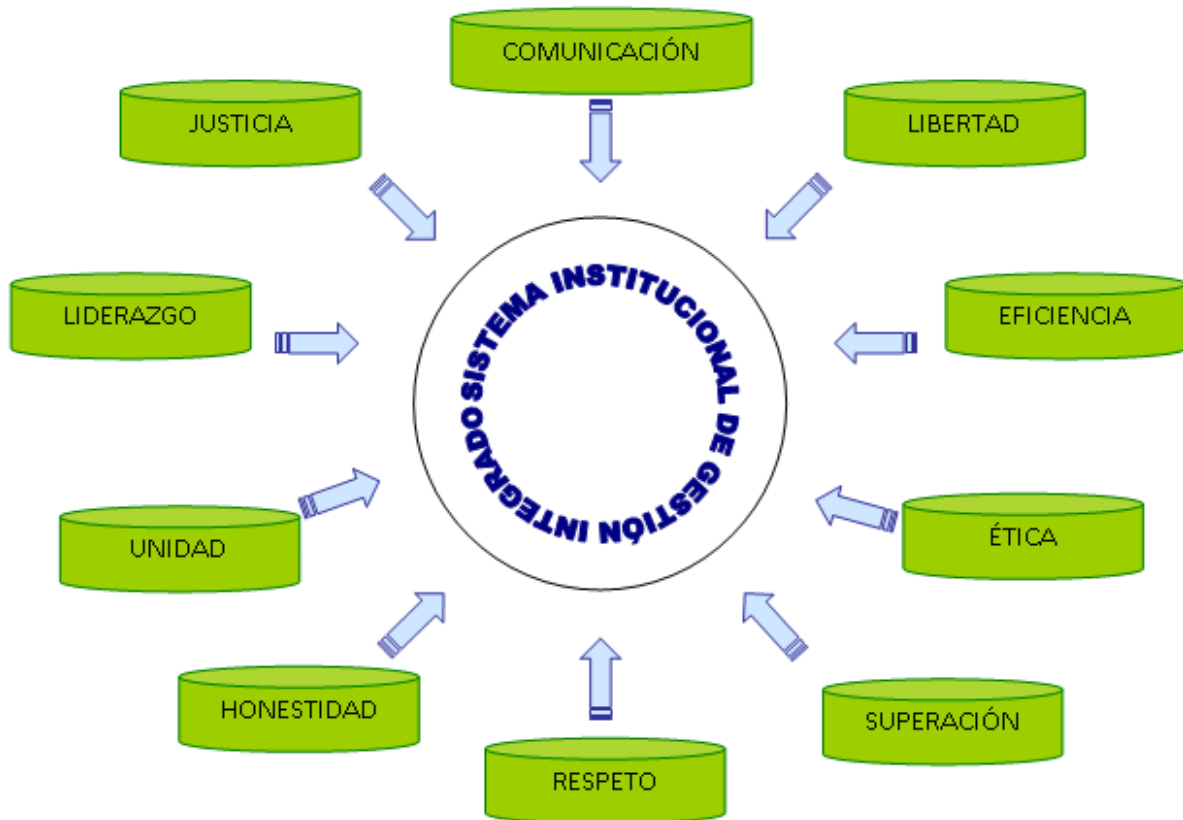 COMUNICACIÓN
JUSTICIA
LIBERTAD
LIDERAZGO
EFICIENCIA
SISTEMA INSTITUCIONAL DE GESTIÓN INTEGRADO
UNIDAD
ÉTICA
HONESTIDAD
SUPERACIÓN
RESPETO